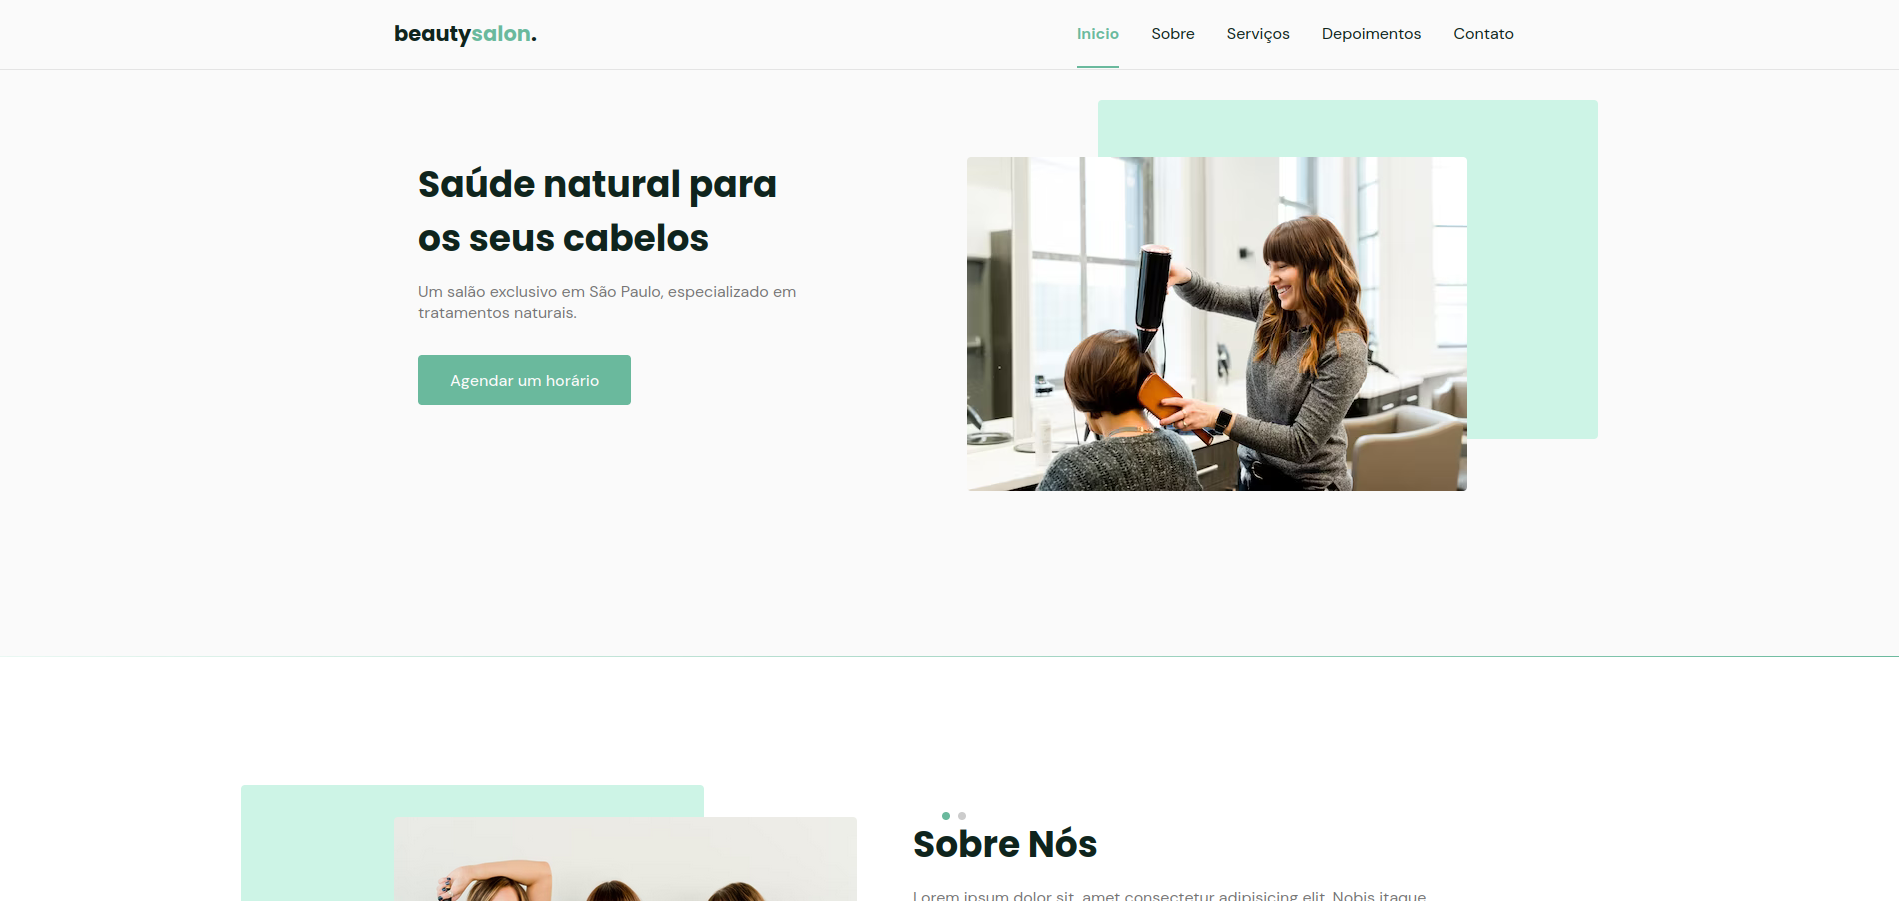 beautysalon.
Inicio Sobre Serviços Depoimentos Contato
Saúde natural para
os seus cabelos
Um salão exclusivo em São Paulo, especializado em
tratamentos naturais.
Agendar um horário
Sobre Nós
Lorem ipsum dolor sit, amet consectetur adipisicing elit. Nobis itaque